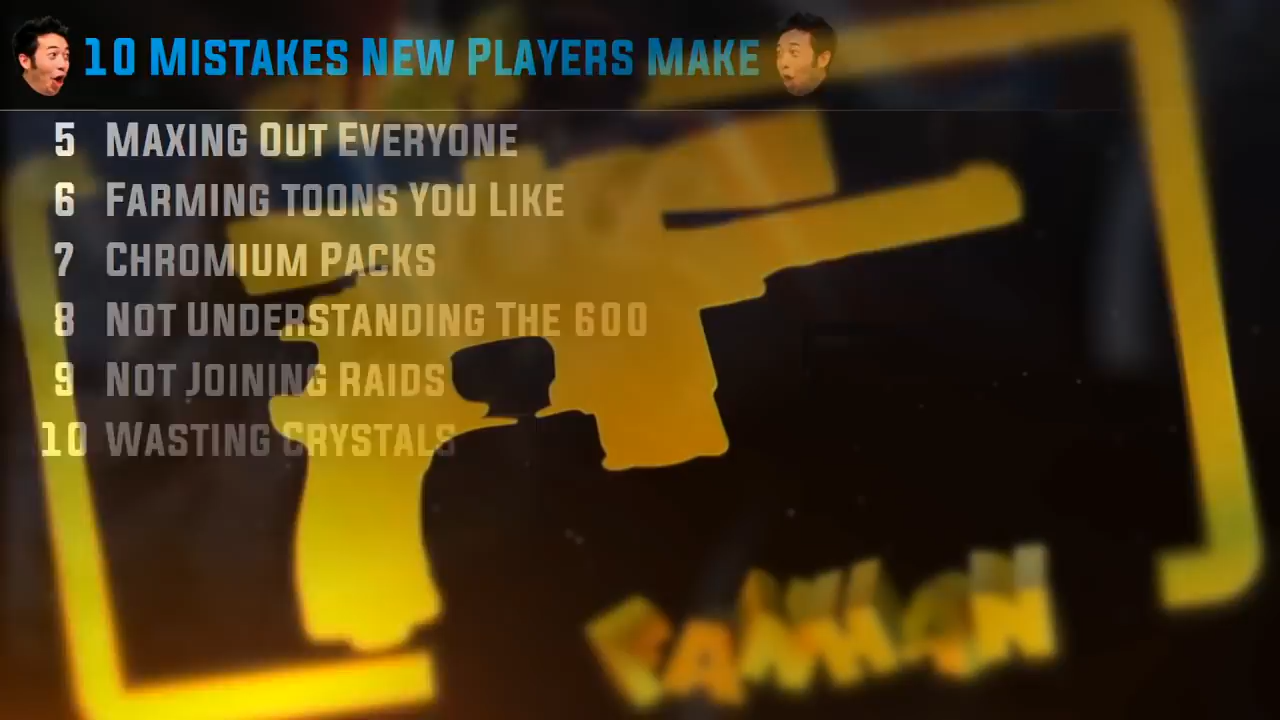 10 Mistakes New Players Make
5 Maxing Out Everyone
6 Farming toons You Like
7 Chromium Packs
8 Not Understanding The 600
9 Not Joining Raids
10 Wasting Crystals